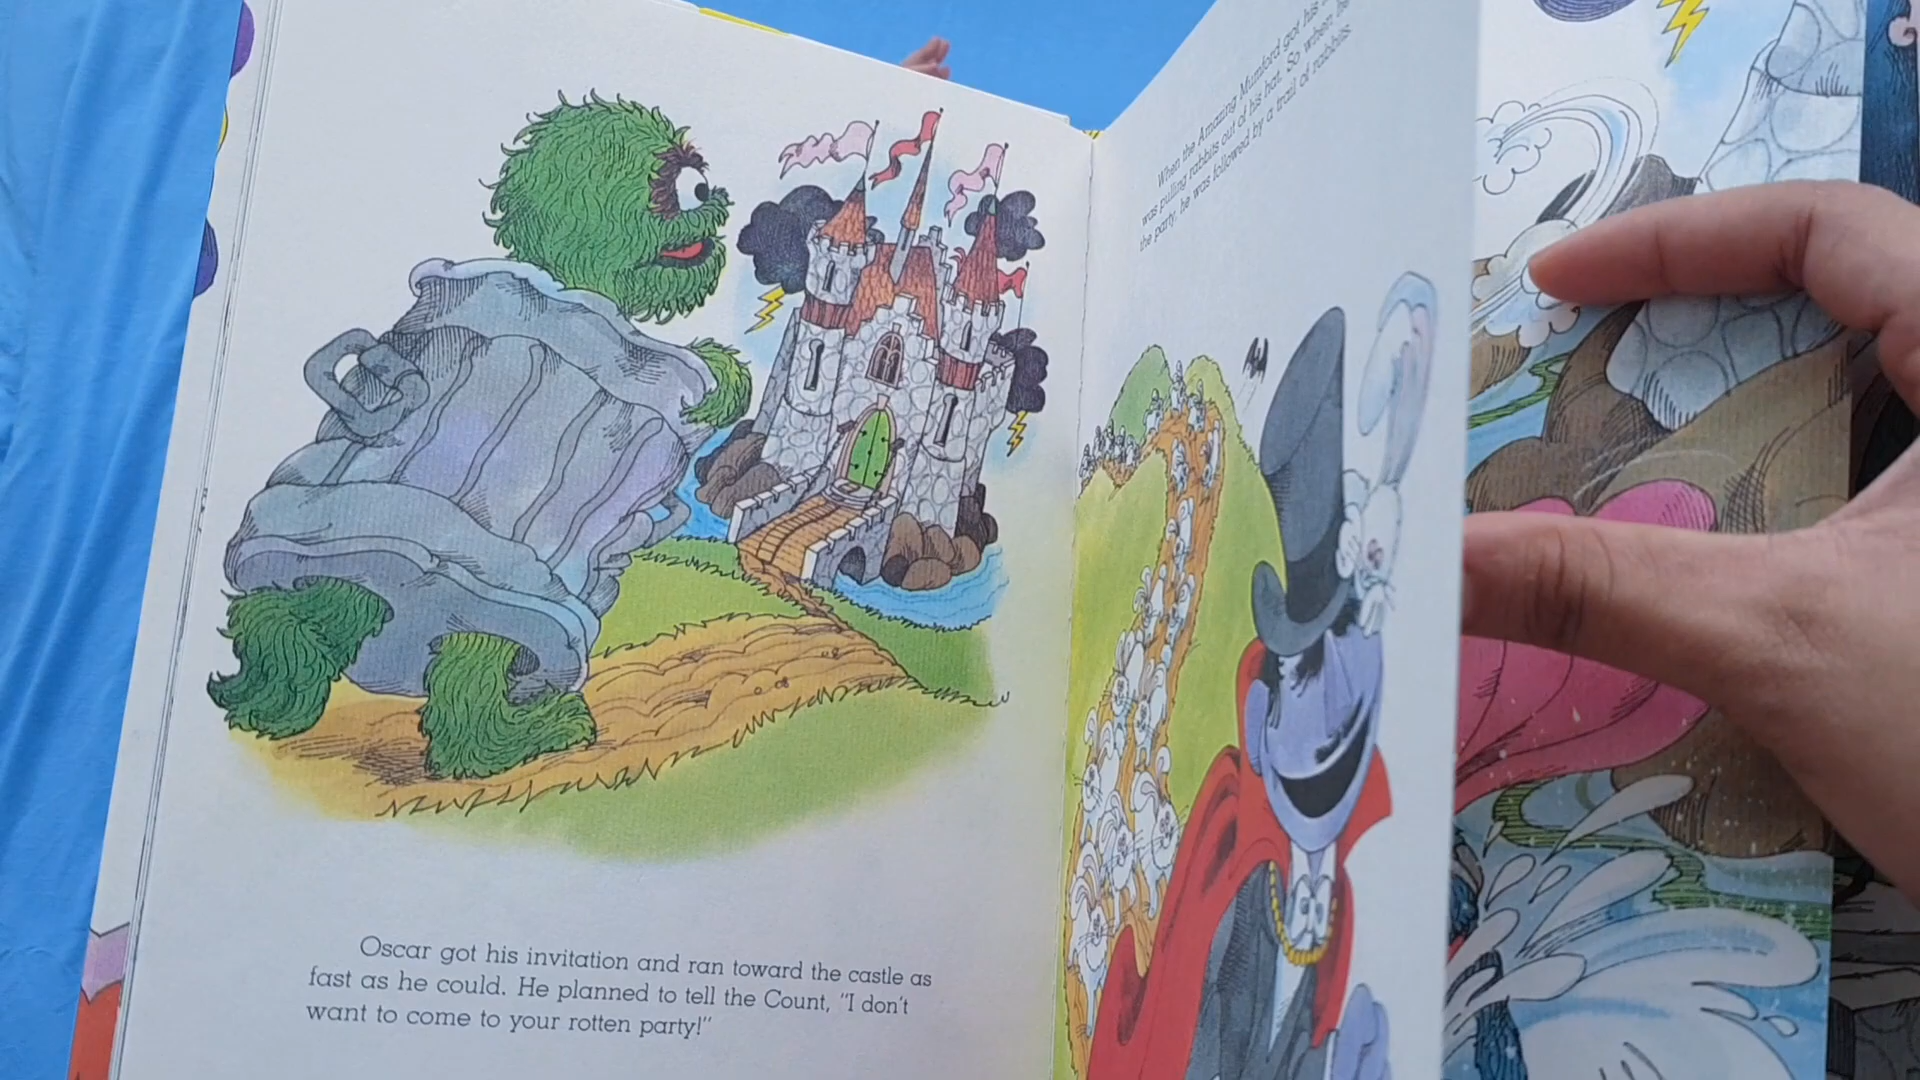 Oscar got his invitation and ran toward the castle as
fast as he could. He planned to tell the Count, "I don't
want to come to your rotten party!"
When the Amazing Mumford got his
was pulling rabbits out of his hat. So when he
the party, he was followed by a trail of rabbits.